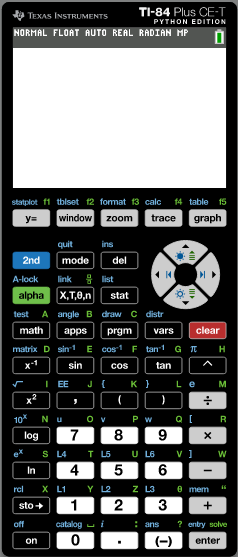 TEXAS INSTRUMENTS TI-84 Plus CE-T
PYTHON EDITION
NORMAL FLOAT AUTO REAL RADIAN MP
statplot f1 tblset f2 format f3 calc f4 table f5
y= window zoom trace graph
quit ins
2nd mode del
A-lock link list
alpha X,T,θ,n stat
test A angle B draw C distr
math apps prgm vars clear
matrix D sin⁻¹ E cos⁻¹ F tan⁻¹ G π H
x⁻¹ sin cos tan ^
√ I EE J { K } L e M
x² , ( ) ÷
10ˣ N u O v P w Q [ R
log 7 8 9 ×
eˣ S L4 T L5 U L6 V ] W
ln 4 5 6 −
rcl X L1 Y L2 Z L3 θ mem "
sto→ 1 2 3 +
off catalog ⎵ i : ans ? entry solve
on 0 . (−) enter